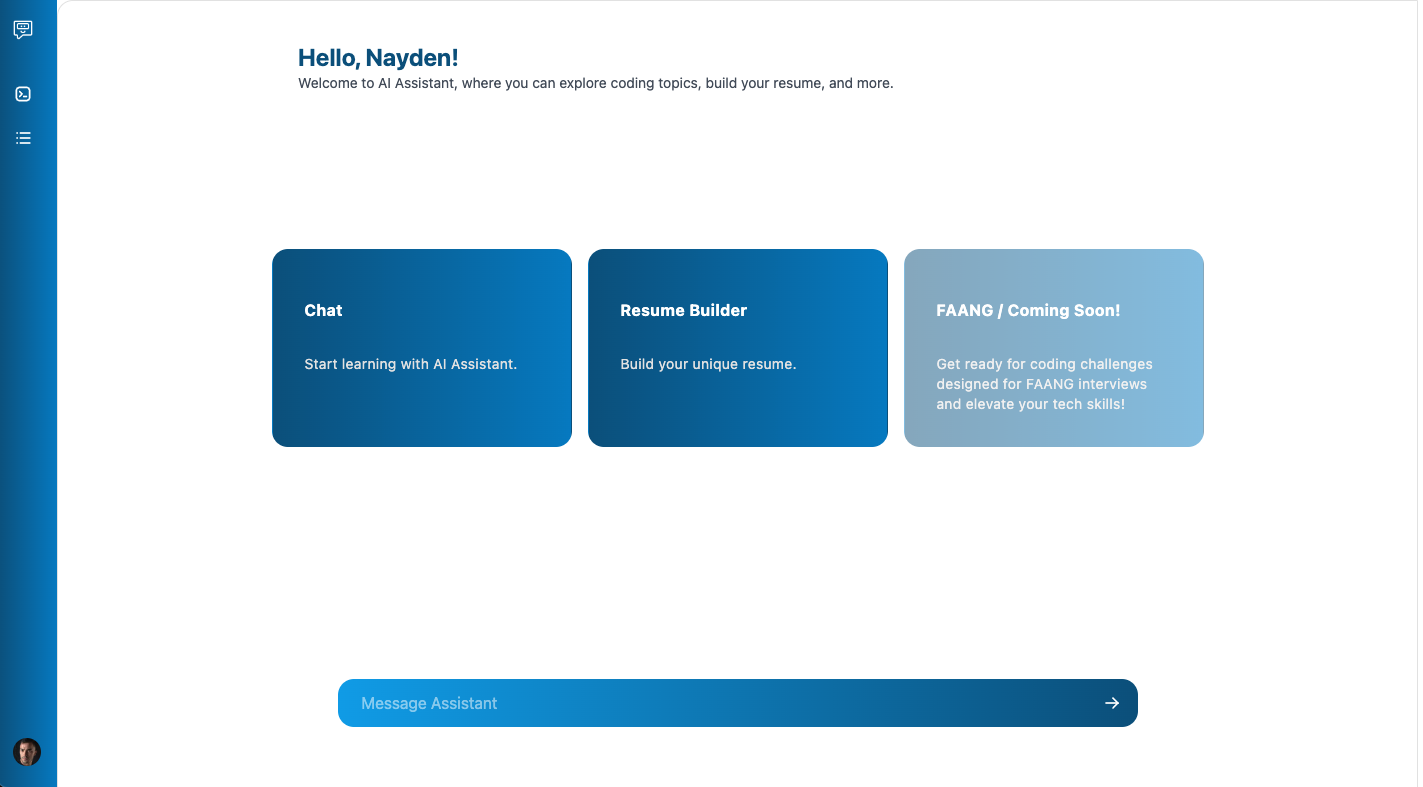 Hello, Nayden!
Welcome to AI Assistant, where you can explore coding topics, build your resume, and more.
Chat
Start learning with AI Assistant.
Resume Builder
Build your unique resume.
FAANG / Coming Soon!
Get ready for coding challenges
designed for FAANG interviews
and elevate your tech skills!
Message Assistant